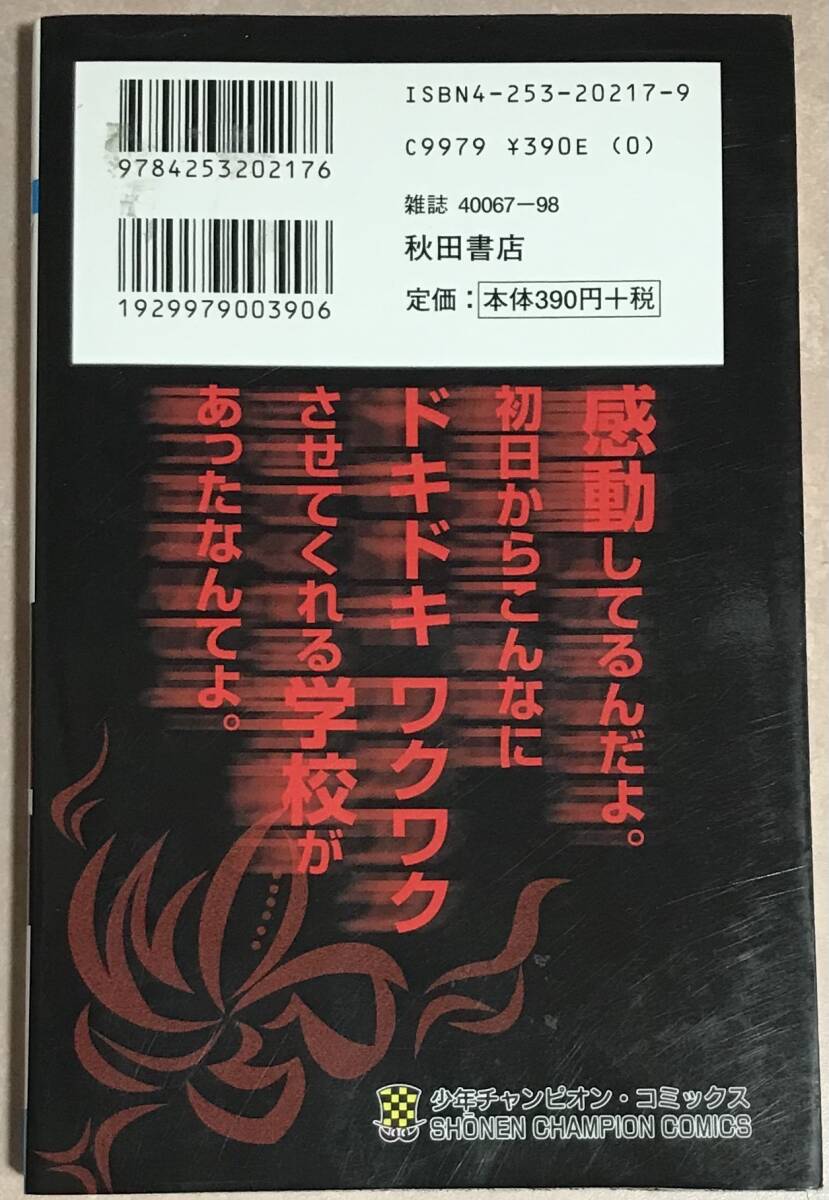 9784253202176
1929979003906
ISBN4-253-20217-9
C9979 ¥390E (0)
雑誌 40067-98
秋田書店
定価：本体390円+税
感動してるんだよ。
初日からこんなに
ドキドキ ワクワク
させてくれる学校が
あったなんてよ。
少年チャンピオン・コミックス
SHŌNEN CHAMPION COMICS